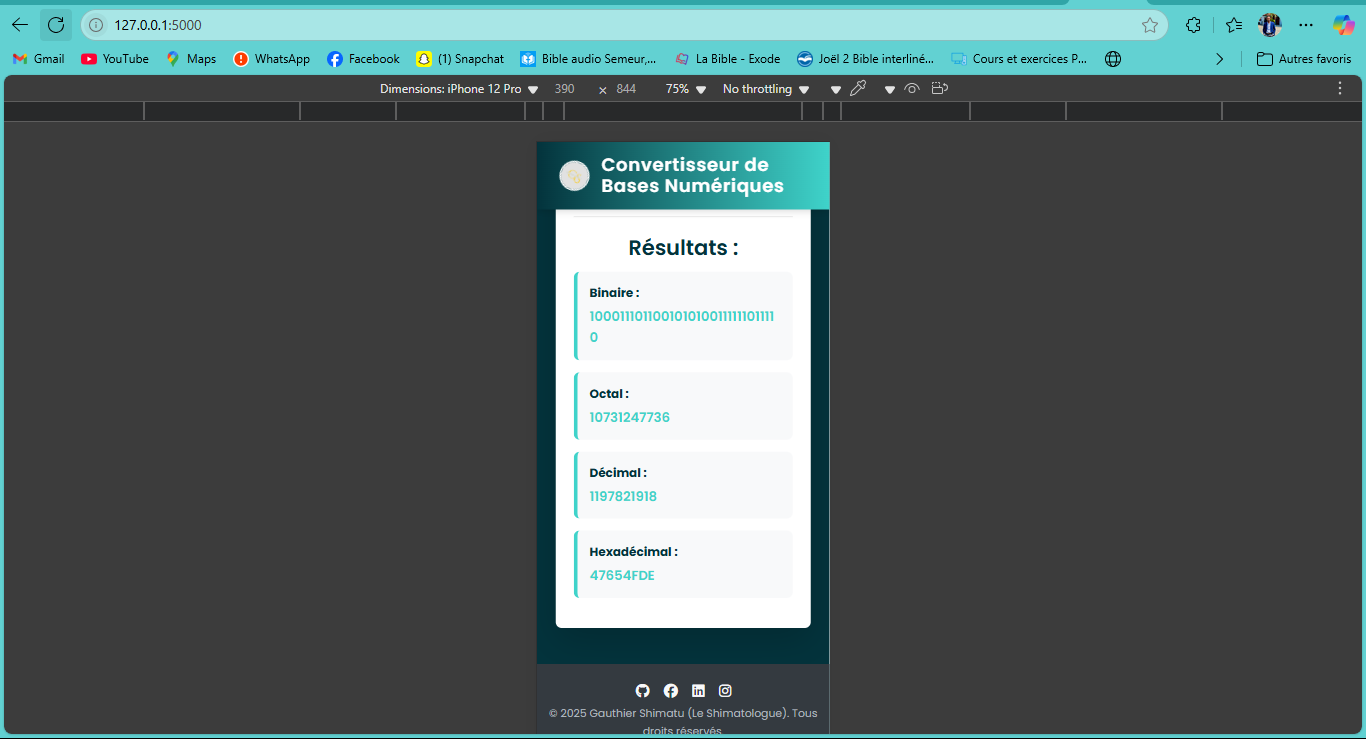 127.0.0.1:5000
Gmail YouTube Maps WhatsApp Facebook (1) Snapchat Bible audio Semeur,... La Bible - Exode Joël 2 Bible interliné... Cours et exercices P... Autres favoris
Dimensions: iPhone 12 Pro 390 × 844 75% No throttling
Convertisseur de
Bases Numériques
Résultats :
Binaire :
100011101100101010011111101111
0
Octal :
10731247736
Décimal :
1197821918
Hexadécimal :
47654FDE
© 2025 Gauthier Shimatu (Le Shimatologue). Tous
droits réservés.